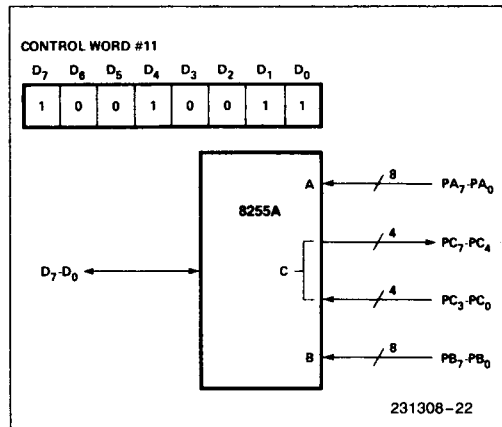 CONTROL WORD #11
D7 D6 D5 D4 D3 D2 D1 D0
1 0 0 1 0 0 1 1
8255A
A
8
PA7-PA0
4
PC7-PC4
D7-D0
C
4
PC3-PC0
B
8
PB7-PB0
231308-22